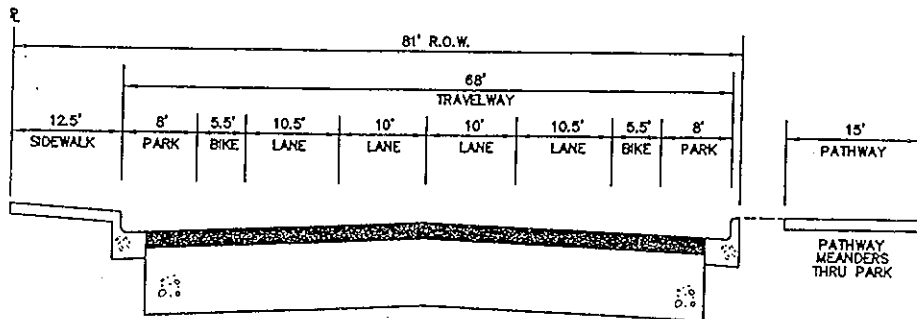 81' R.O.W.
68'
TRAVELWAY
12.5' 8' 5.5' 10.5' 10' 10' 10.5' 5.5' 8' 15'
SIDEWALK PARK BIKE LANE LANE LANE LANE BIKE PARK PATHWAY
PATHWAY
MEANDERS
THRU PARK